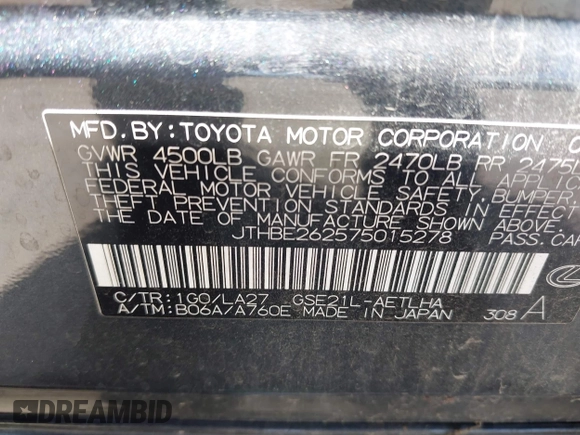 MFD. BY: TOYOTA MOTOR CORPORATION
GVWR 4500LB GAWR FR 2470LB RR 2475
THIS VEHICLE CONFORMS TO ALL
FEDERAL MOTOR VEHICLE SAFETY, BUMPER,
THEFT PREVENTION STANDARDS IN EFFECT
THE DATE OF MANUFACTURE SHOWN ABOVE.
JTHBE262575015278 PASS. CAR
C/TR: 1G0/LA27 GSE21L-AETLHA
A/TM: B06A/A760E MADE IN JAPAN 308 A
DREAMBID